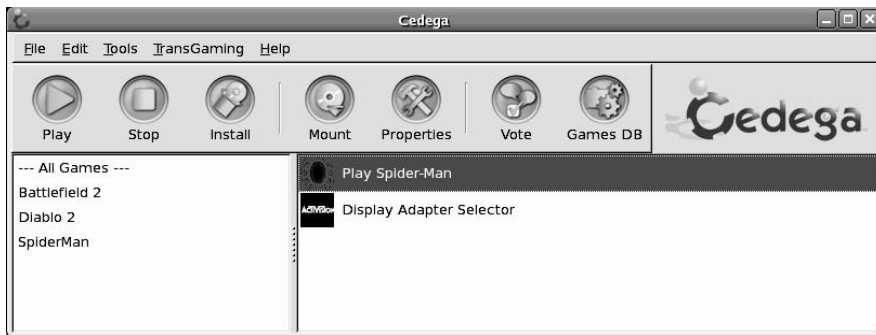 Cedega
File Edit Tools TransGaming Help
Play Stop Install Mount Properties Vote Games DB
Cedega
--- All Games ---
Battlefield 2
Diablo 2
SpiderMan
Play Spider-Man
ACTIVISION Display Adapter Selector